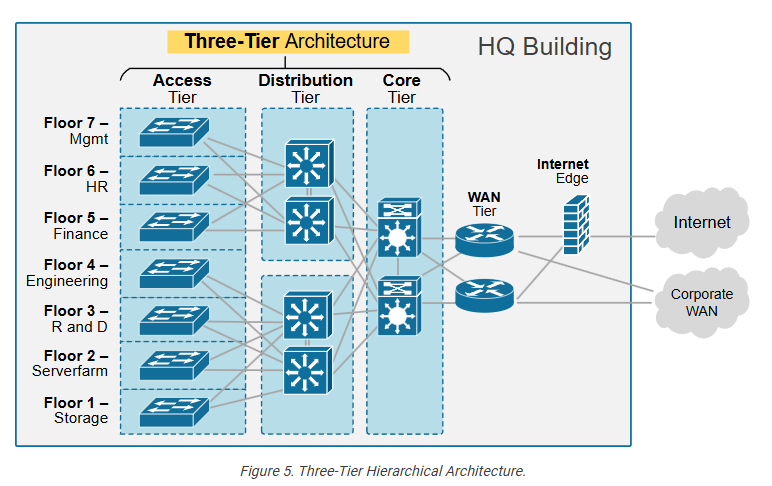 Three-Tier Architecture
HQ Building
Access
Tier
Distribution
Tier
Core
Tier
Floor 7 –
Mgmt
Floor 6 –
HR
Floor 5 –
Finance
Floor 4 –
Engineering
Floor 3 –
R and D
Floor 2 –
Serverfarm
Floor 1 –
Storage
WAN
Tier
Internet
Edge
Internet
Corporate
WAN
Figure 5. Three-Tier Hierarchical Architecture.